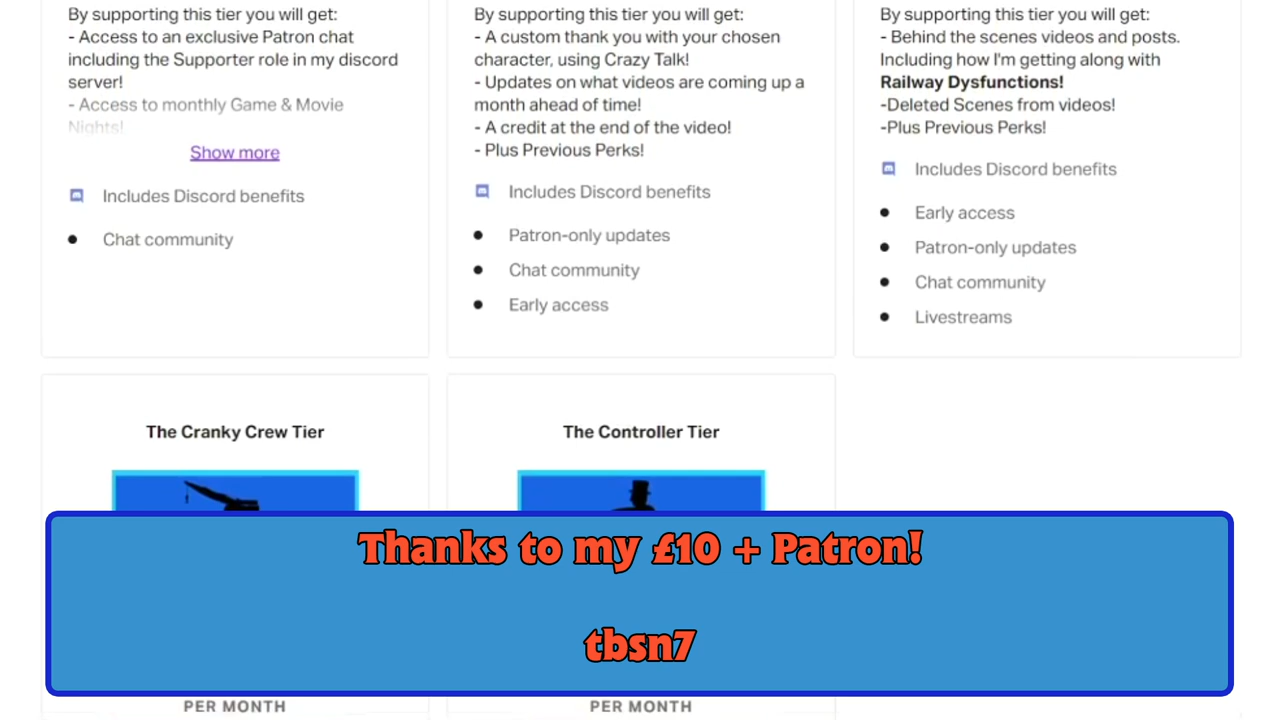 By supporting this tier you will get:
- Access to an exclusive Patron chat
including the Supporter role in my discord
server!
- Access to monthly Game & Movie
Nights!
Show more
Includes Discord benefits
Chat community
By supporting this tier you will get:
- A custom thank you with your chosen
character, using Crazy Talk!
- Updates on what videos are coming up a
month ahead of time!
- A credit at the end of the video!
- Plus Previous Perks!
Includes Discord benefits
Patron-only updates
Chat community
Early access
By supporting this tier you will get:
- Behind the scenes videos and posts.
Including how I'm getting along with
Railway Dysfunctions!
-Deleted Scenes from videos!
-Plus Previous Perks!
Includes Discord benefits
Early access
Patron-only updates
Chat community
Livestreams
The Cranky Crew Tier
The Controller Tier
Thanks to my £10 + Patron!
tbsn7
PER MONTH
PER MONTH